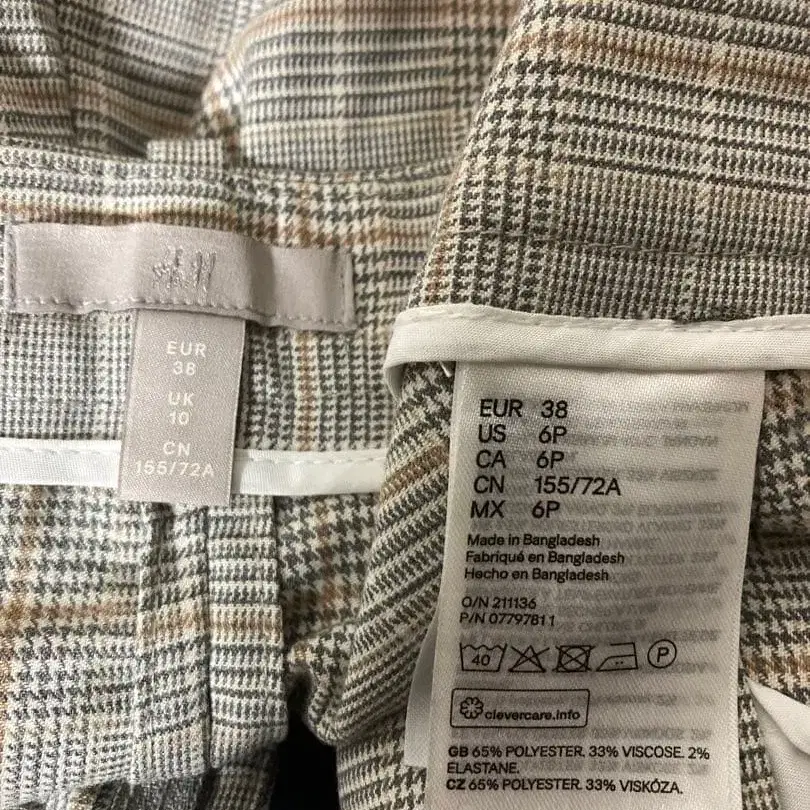 H&M
EUR
38
UK
10
CN
155/72A
EUR 38
US 6P
CA 6P
CN 155/72A
MX 6P
Made in Bangladesh
Fabriqué en Bangladesh
Hecho en Bangladesh
O/N 211136
P/N 07797811
40
P
clevercare.info
GB 65% POLYESTER. 33% VISCOSE. 2%
ELASTANE.
CZ 65% POLYESTER. 33% VISKÓZA.